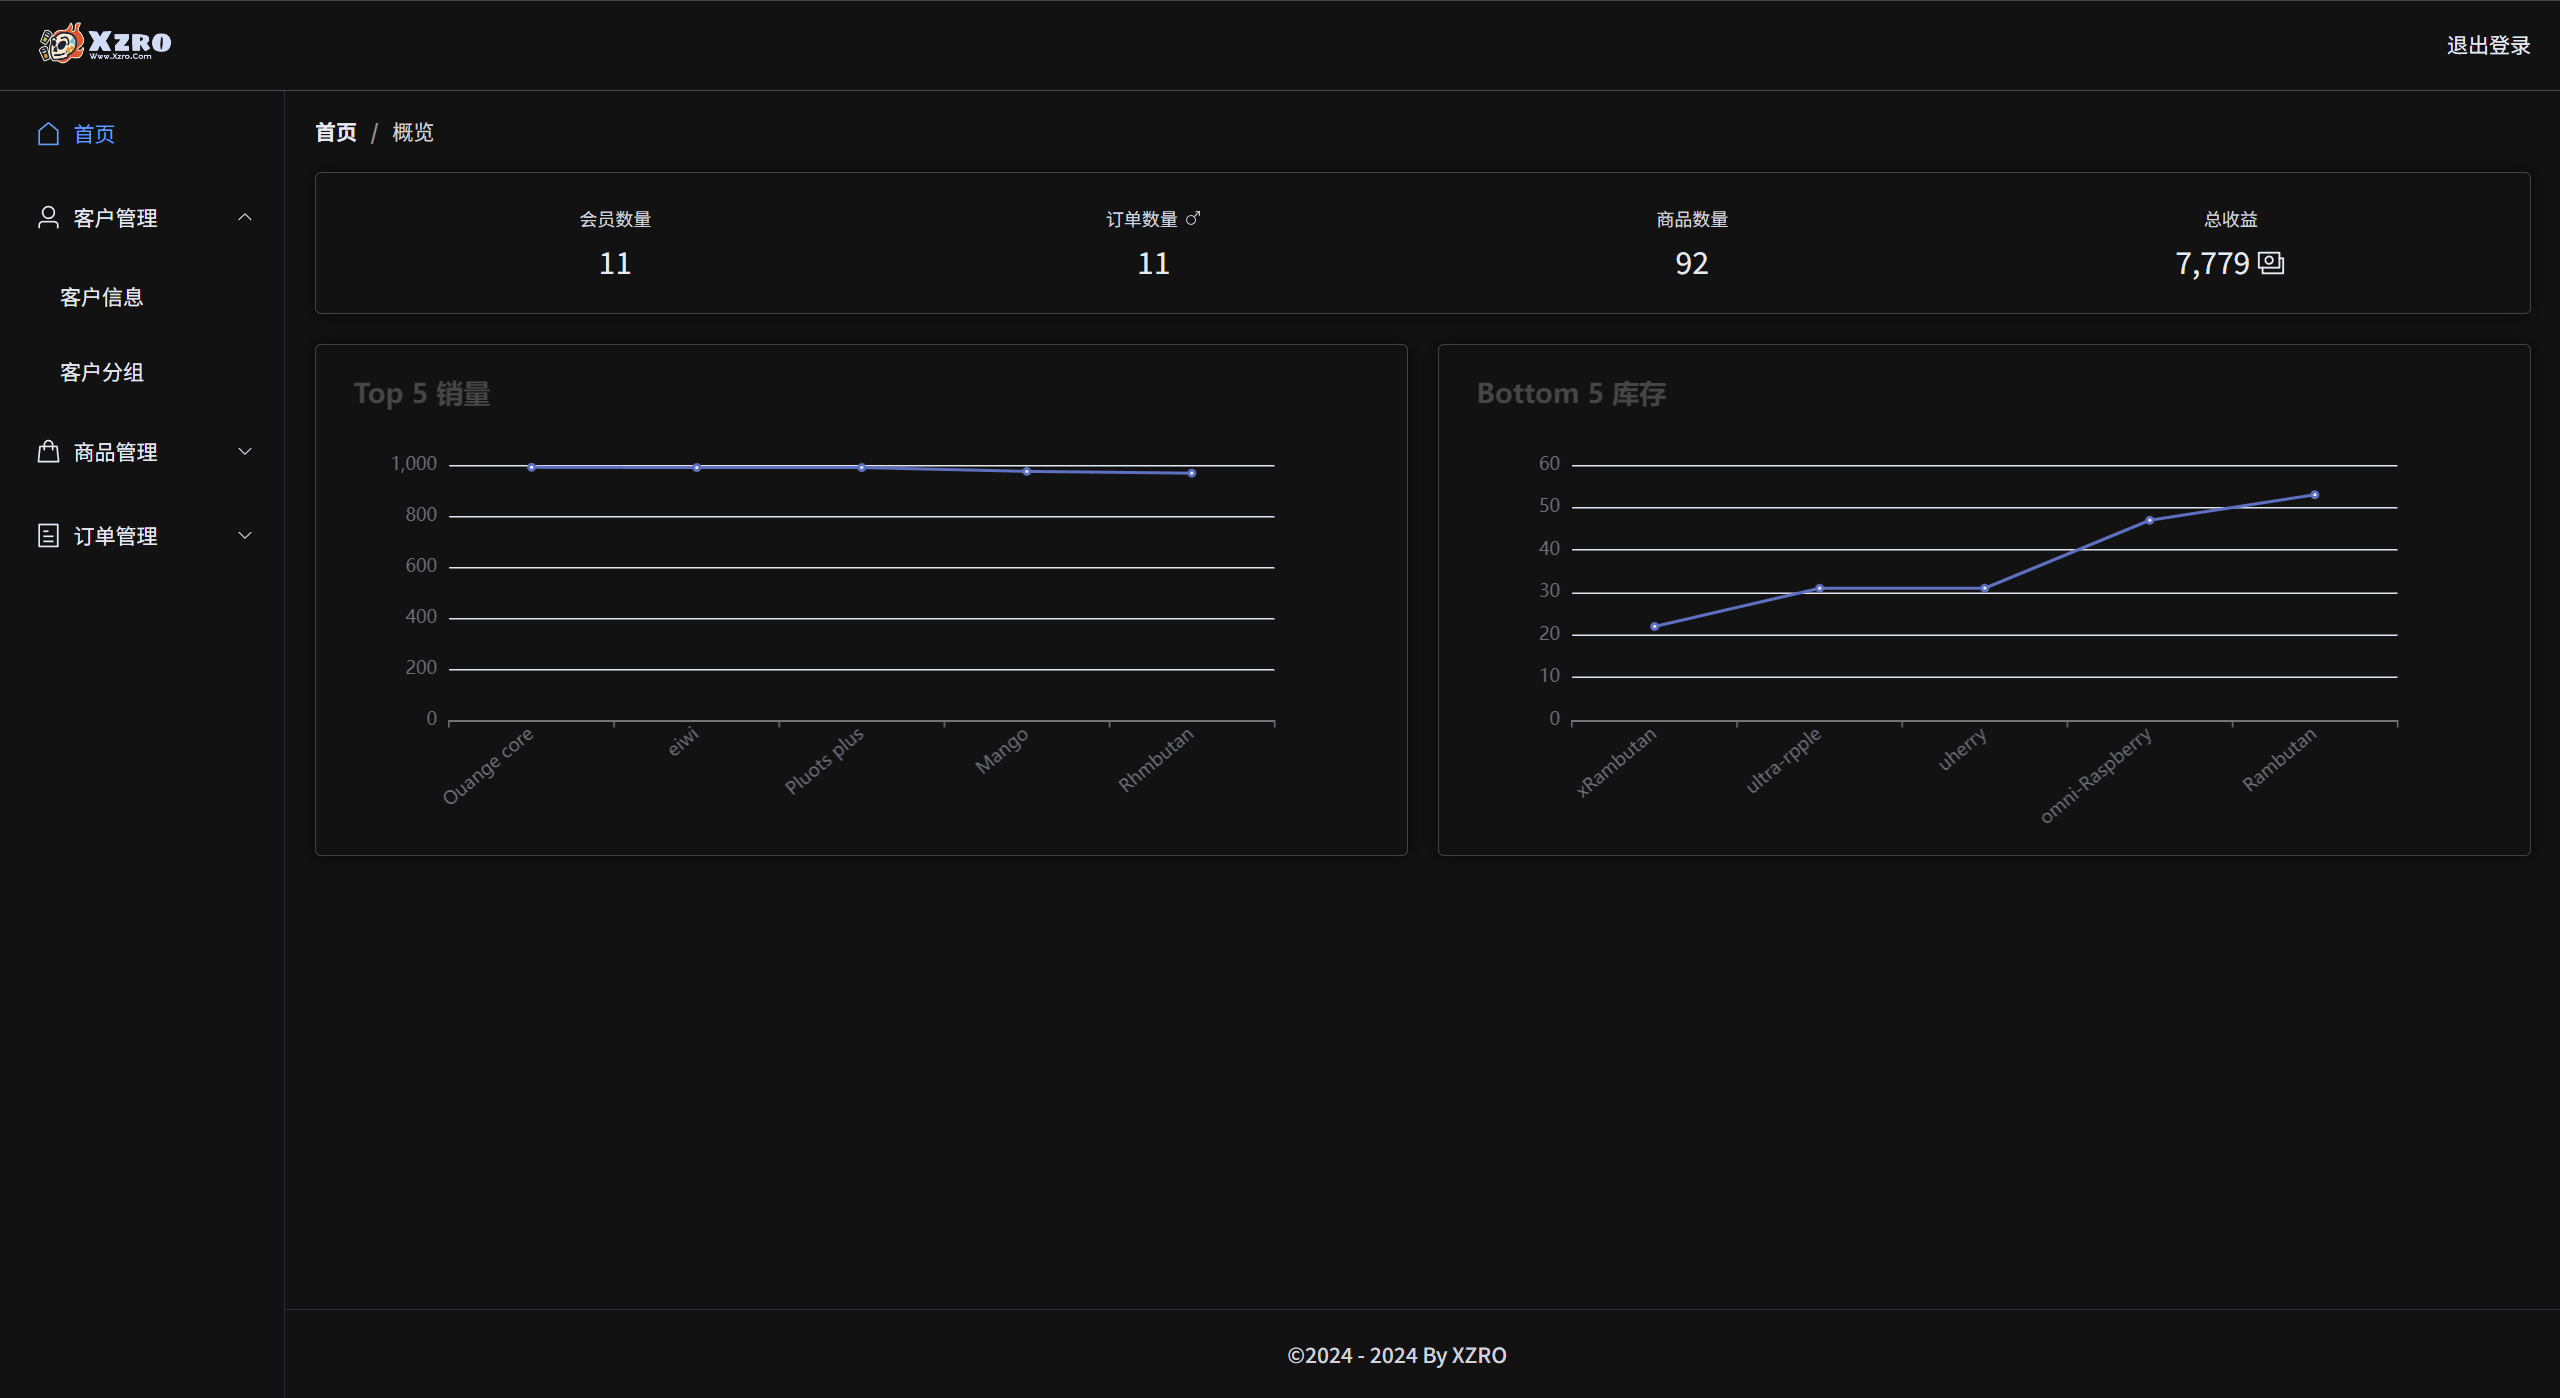 XZRO
Www.Xzro.Com
退出登录
首页
客户管理
客户信息
客户分组
商品管理
订单管理
首页 / 概览
会员数量
11
订单数量
11
商品数量
92
总收益
7,779
Top 5 销量
1,000
800
600
400
200
0
Ouange core
eiwi
Pluots plus
Mango
Rhmbutan
Bottom 5 库存
60
50
40
30
20
10
0
xRambutan
ultra-rpple
uherry
omni-Raspberry
Rambutan
©2024 - 2024 By XZRO